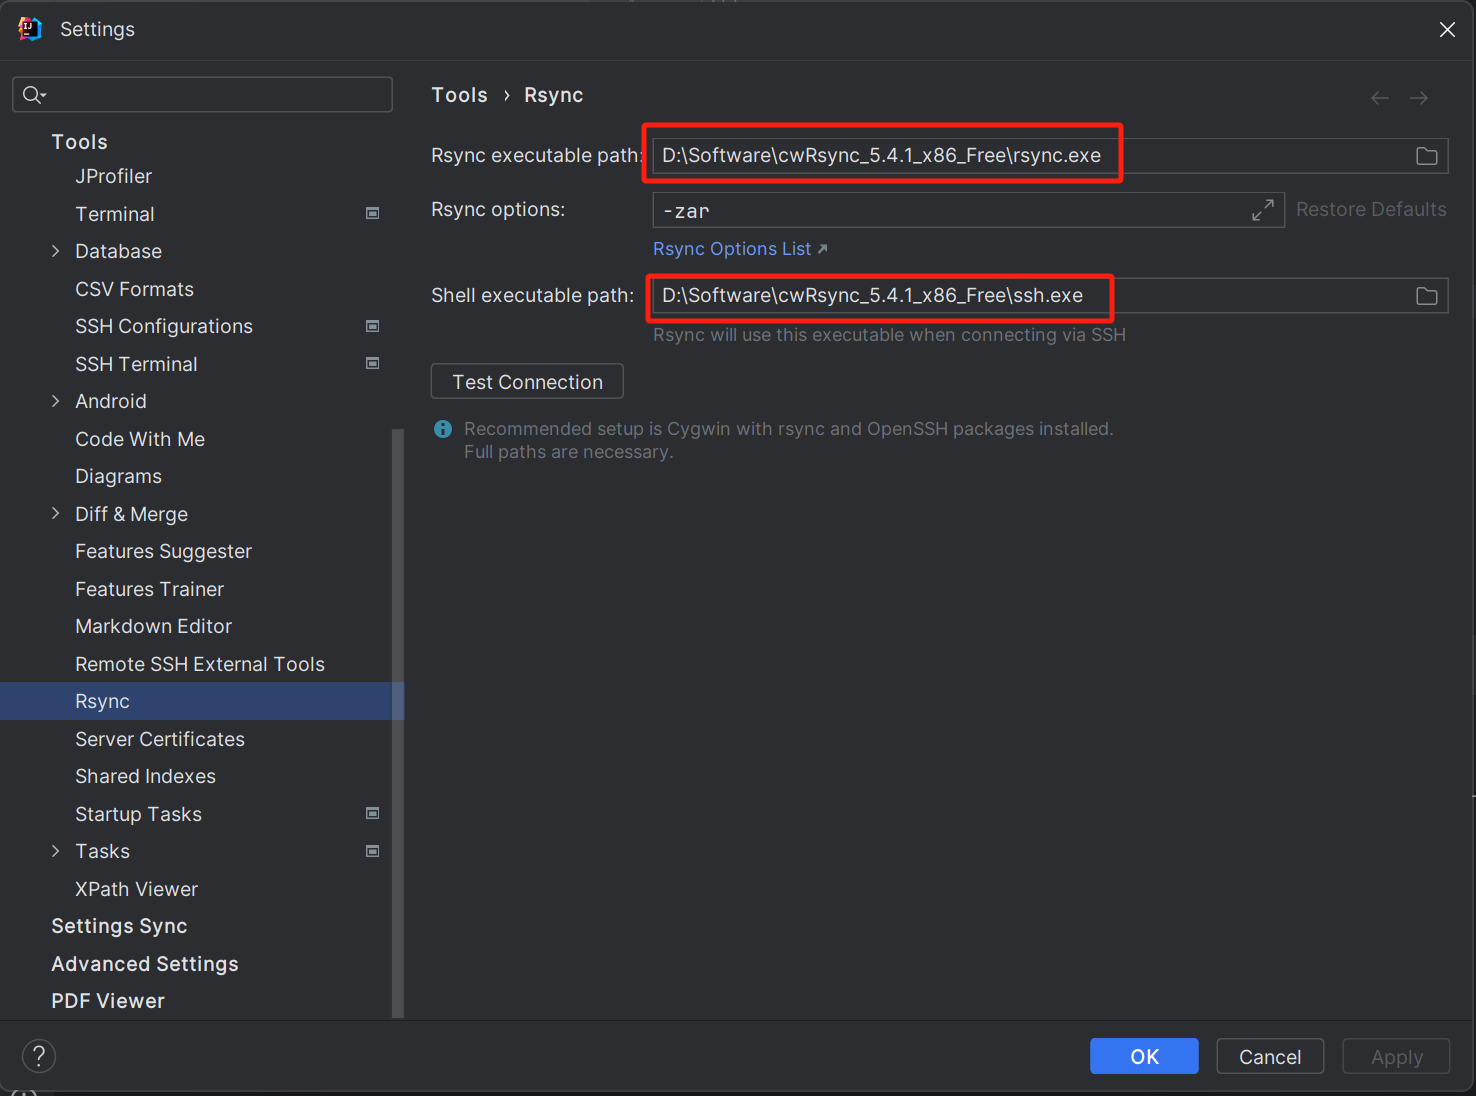 Settings
Tools › Rsync
Tools
JProfiler
Terminal
Database
CSV Formats
SSH Configurations
SSH Terminal
Android
Code With Me
Diagrams
Diff & Merge
Features Suggester
Features Trainer
Markdown Editor
Remote SSH External Tools
Rsync
Server Certificates
Shared Indexes
Startup Tasks
Tasks
XPath Viewer
Settings Sync
Advanced Settings
PDF Viewer
Rsync executable path: D:\Software\cwRsync_5.4.1_x86_Free\rsync.exe
Rsync options: -zar Restore Defaults
Rsync Options List
Shell executable path: D:\Software\cwRsync_5.4.1_x86_Free\ssh.exe
Rsync will use this executable when connecting via SSH
Test Connection
Recommended setup is Cygwin with rsync and OpenSSH packages installed.
Full paths are necessary.
? OK Cancel Apply